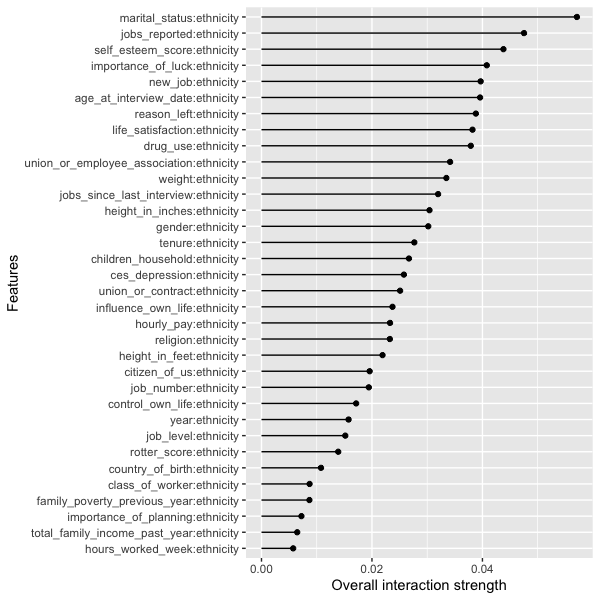 marital_status:ethnicity
jobs_reported:ethnicity
self_esteem_score:ethnicity
importance_of_luck:ethnicity
new_job:ethnicity
age_at_interview_date:ethnicity
reason_left:ethnicity
life_satisfaction:ethnicity
drug_use:ethnicity
union_or_employee_association:ethnicity
weight:ethnicity
jobs_since_last_interview:ethnicity
height_in_inches:ethnicity
gender:ethnicity
tenure:ethnicity
children_household:ethnicity
ces_depression:ethnicity
union_or_contract:ethnicity
influence_own_life:ethnicity
hourly_pay:ethnicity
religion:ethnicity
height_in_feet:ethnicity
citizen_of_us:ethnicity
job_number:ethnicity
control_own_life:ethnicity
year:ethnicity
job_level:ethnicity
rotter_score:ethnicity
country_of_birth:ethnicity
class_of_worker:ethnicity
family_poverty_previous_year:ethnicity
importance_of_planning:ethnicity
total_family_income_past_year:ethnicity
hours_worked_week:ethnicity
Features
0.00 0.02 0.04
Overall interaction strength